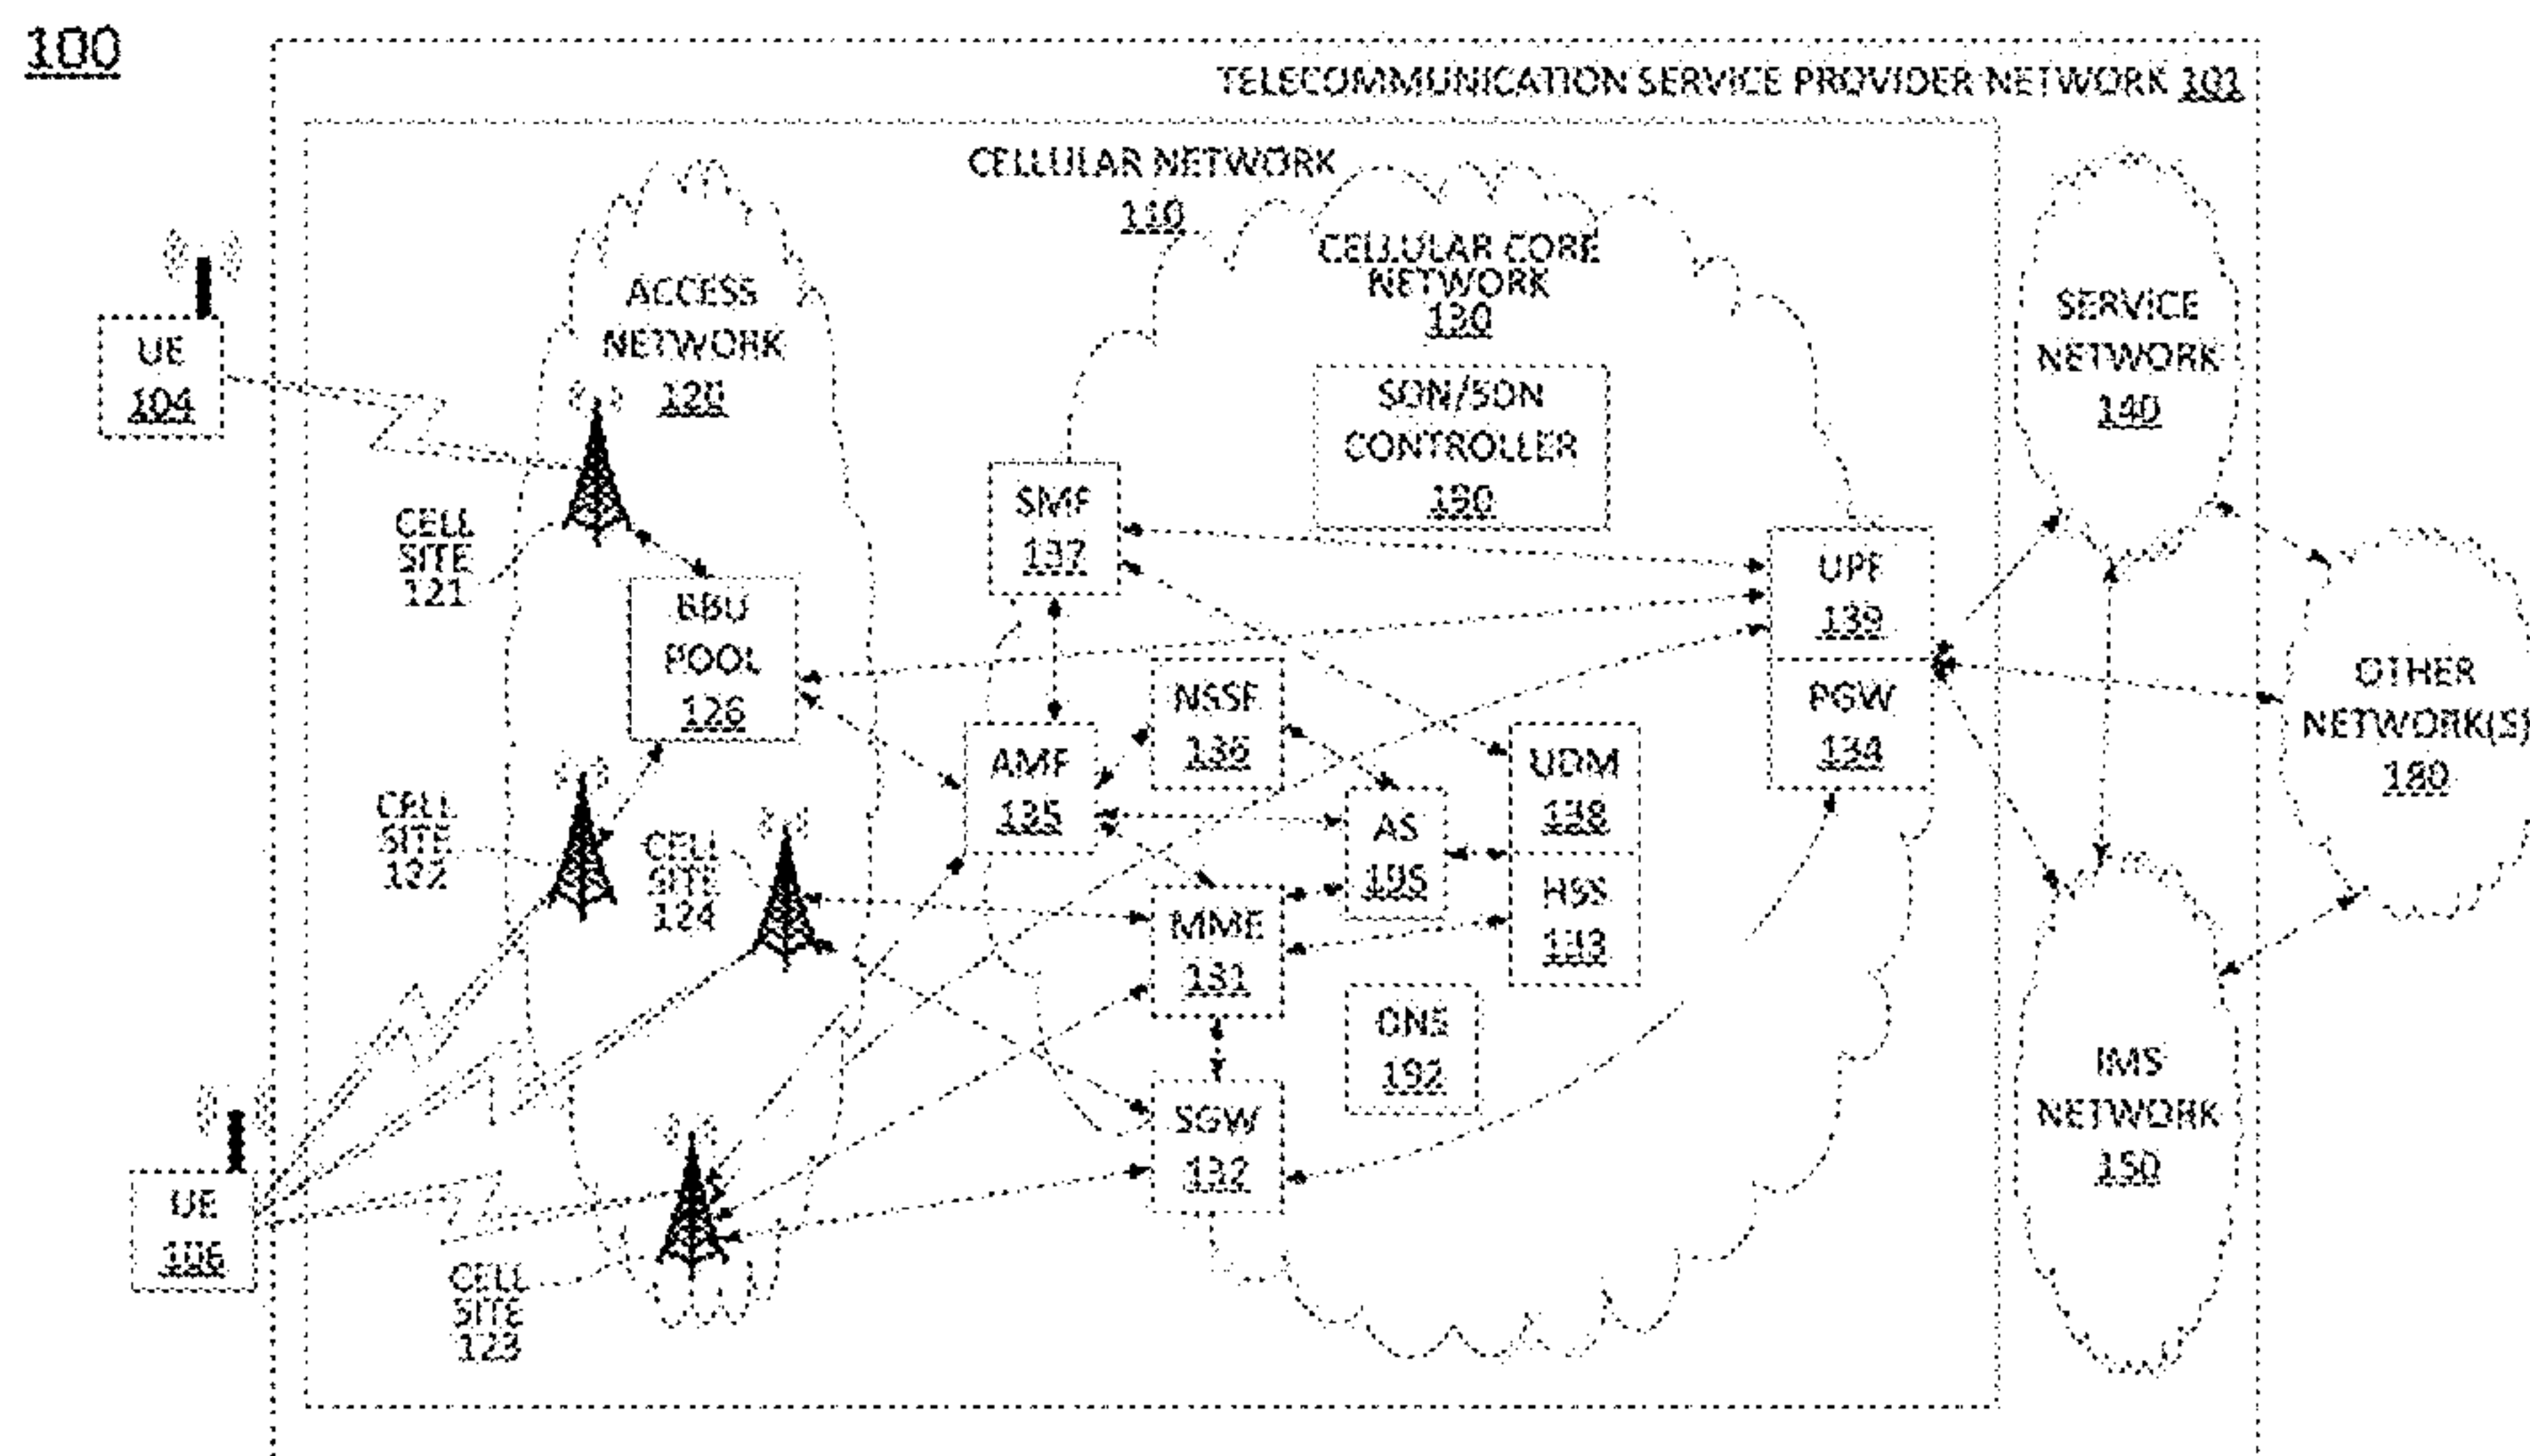 100
TELECOMMUNICATION SERVICE PROVIDER NETWORK 101
CELLULAR NETWORK
110
ACCESS
NETWORK
120
CELLULAR CORE
NETWORK
130
SON/SDN
CONTROLLER
190
SERVICE
NETWORK
140
UE
104
CELL
SITE
121
BBU
POOL
126
SMF
137
UPF
139
PGW
134
OTHER
NETWORK(S)
180
NSSF
136
AMF
135
UDM
138
AS
195
HSS
133
CELL
SITE
122
CELL
SITE
124
MME
131
DNS
192
SGW
132
IMS
NETWORK
150
UE
106
CELL
SITE
123